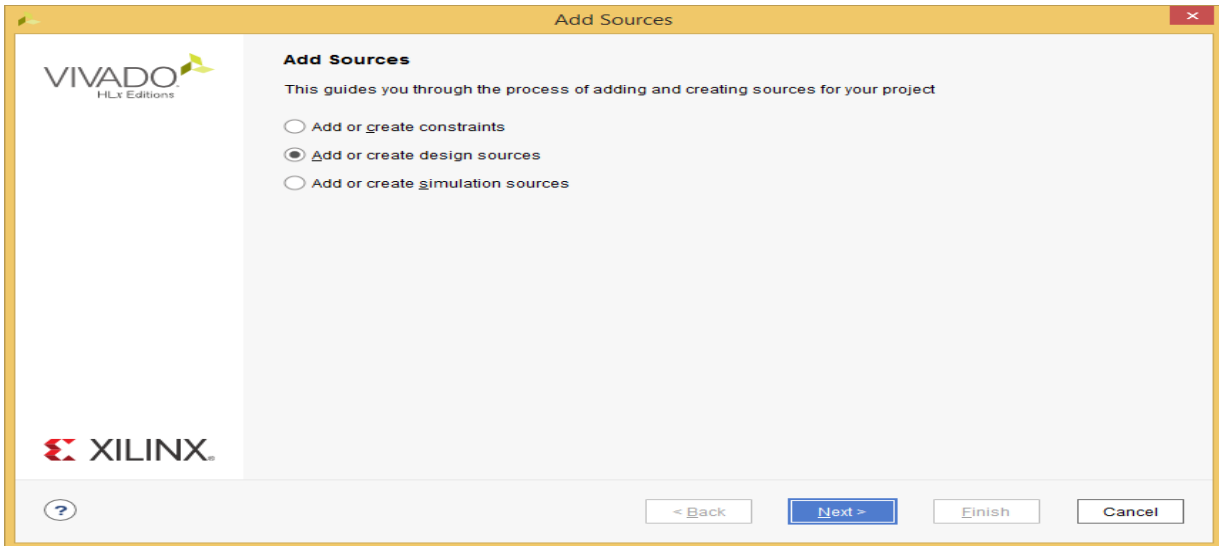 Add Sources
×
VIVADO.
HLx Editions
Add Sources
This guides you through the process of adding and creating sources for your project
Add or create constraints
Add or create design sources
Add or create simulation sources
XILINX®
?
< Back
Next >
Finish
Cancel